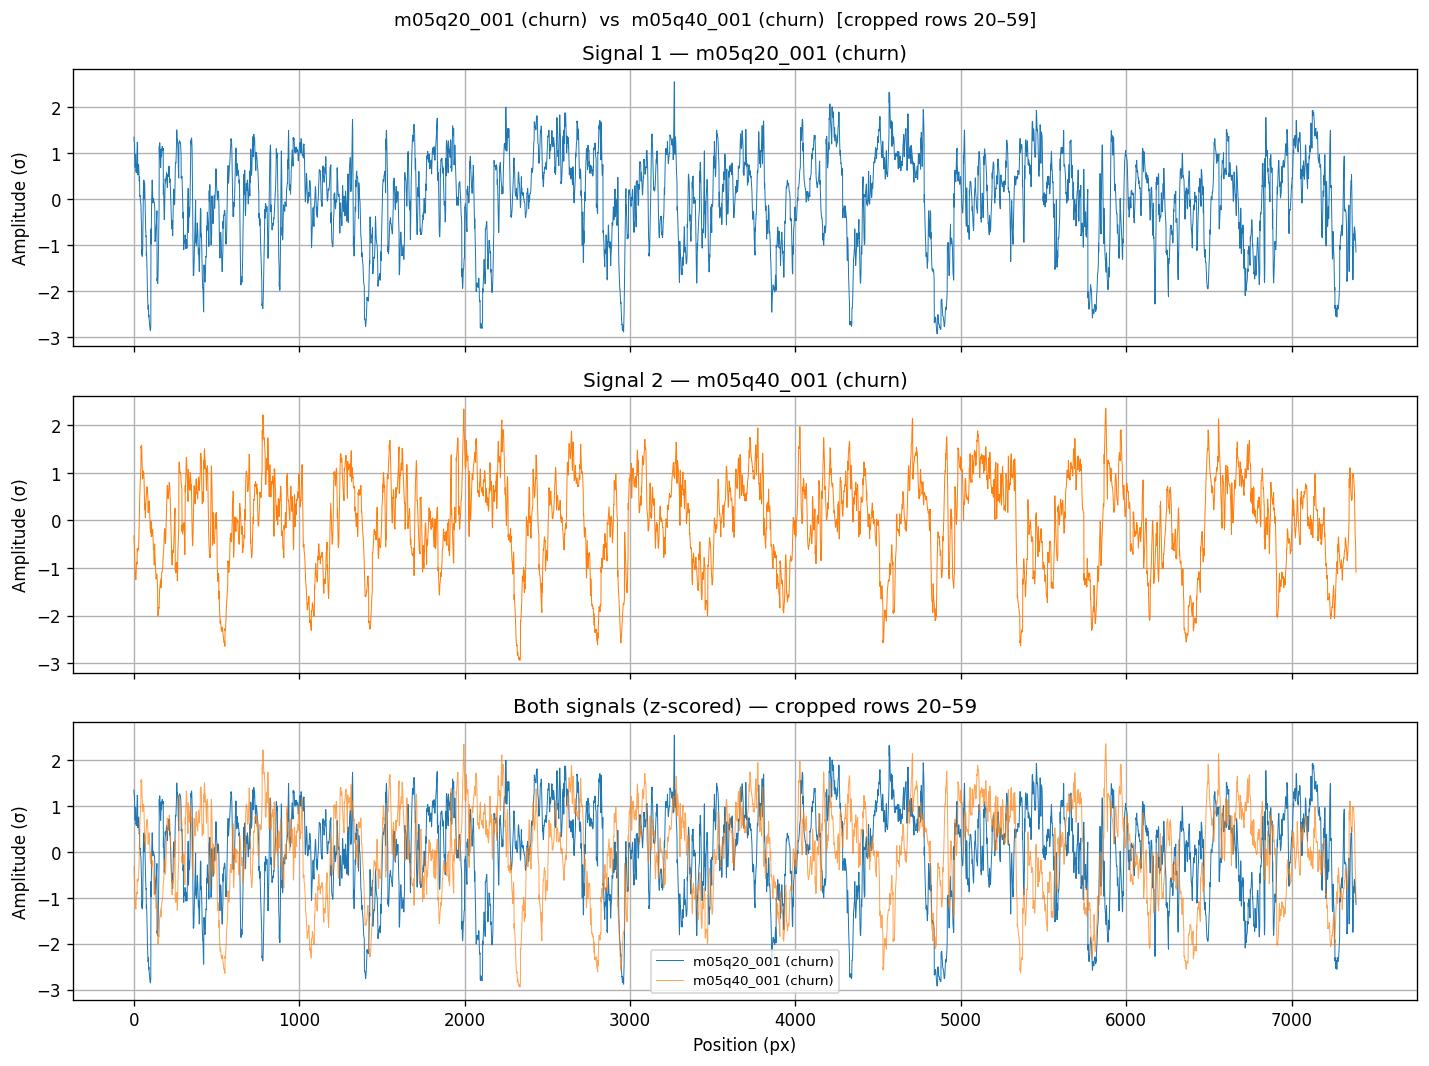 m05q20_001 (churn)  vs  m05q40_001 (churn)  [cropped rows 20–59]
Signal 1 — m05q20_001 (churn)
Amplitude (σ)
2
1
0
−1
−2
−3
Signal 2 — m05q40_001 (churn)
Amplitude (σ)
2
1
0
−1
−2
−3
Both signals (z-scored) — cropped rows 20–59
Amplitude (σ)
2
1
0
−1
−2
−3
m05q20_001 (churn)
m05q40_001 (churn)
0 1000 2000 3000 4000 5000 6000 7000
Position (px)